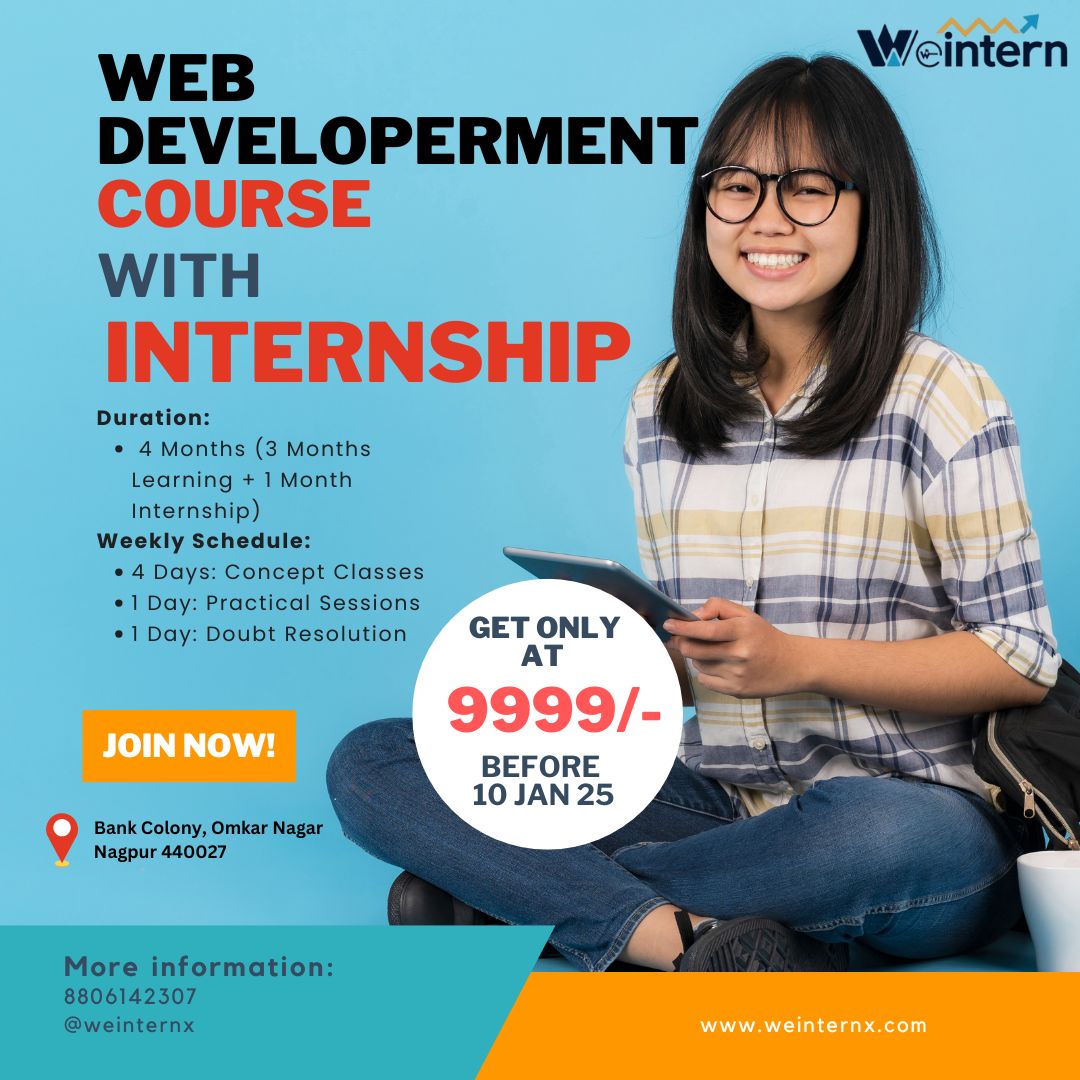 Weintern
WEB
DEVELOPERMENT
COURSE
WITH
INTERNSHIP
Duration:
• 4 Months (3 Months
Learning + 1 Month
Internship)
Weekly Schedule:
• 4 Days: Concept Classes
• 1 Day: Practical Sessions
• 1 Day: Doubt Resolution
GET ONLY
AT
9999/-
BEFORE
10 JAN 25
JOIN NOW!
Bank Colony, Omkar Nagar
Nagpur 440027
More information:
8806142307
@weinternx
www.weinternx.com